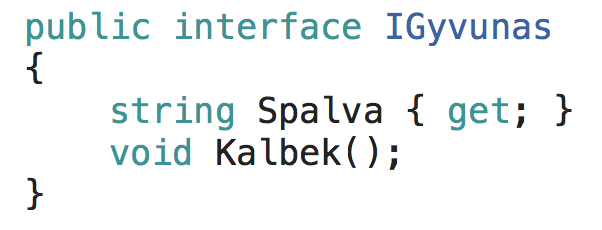 public interface IGyvunas
{
    string Spalva { get; }
    void Kalbek();
}